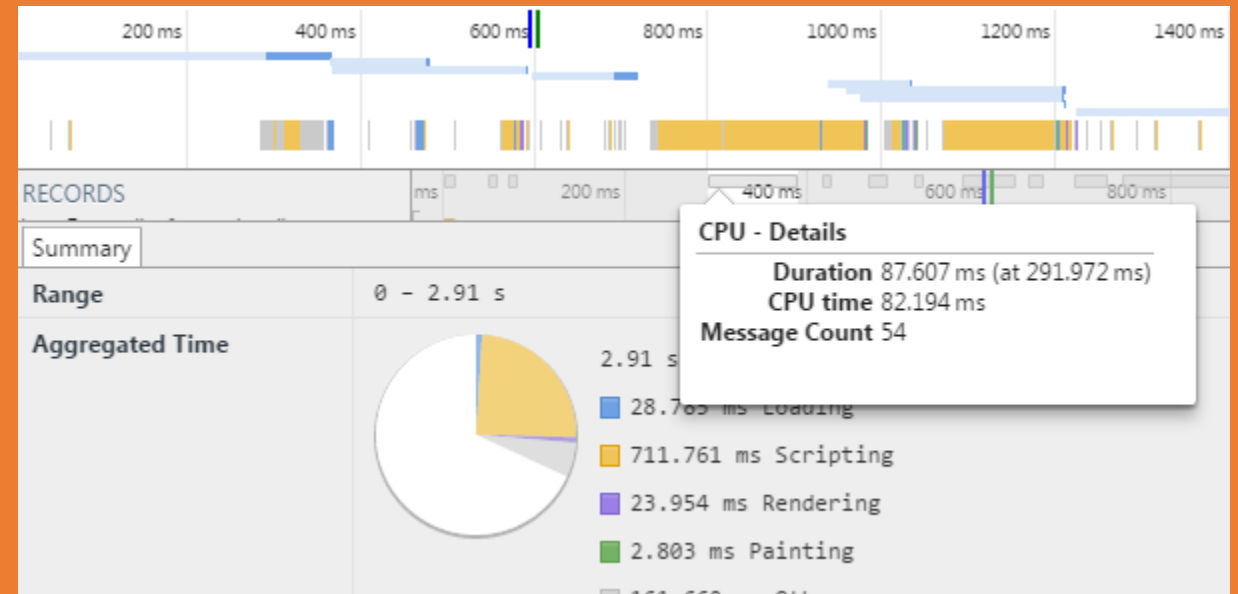 200 ms 400 ms 600 ms 800 ms 1000 ms 1200 ms 1400 ms
RECORDS ms 200 ms 400 ms 600 ms 800 ms
Summary
CPU - Details
Duration 87.607 ms (at 291.972 ms)
CPU time 82.194 ms
Message Count 54
Range 0 – 2.91 s
Aggregated Time
2.91 s
28.765 ms Loading
711.761 ms Scripting
23.954 ms Rendering
2.803 ms Painting